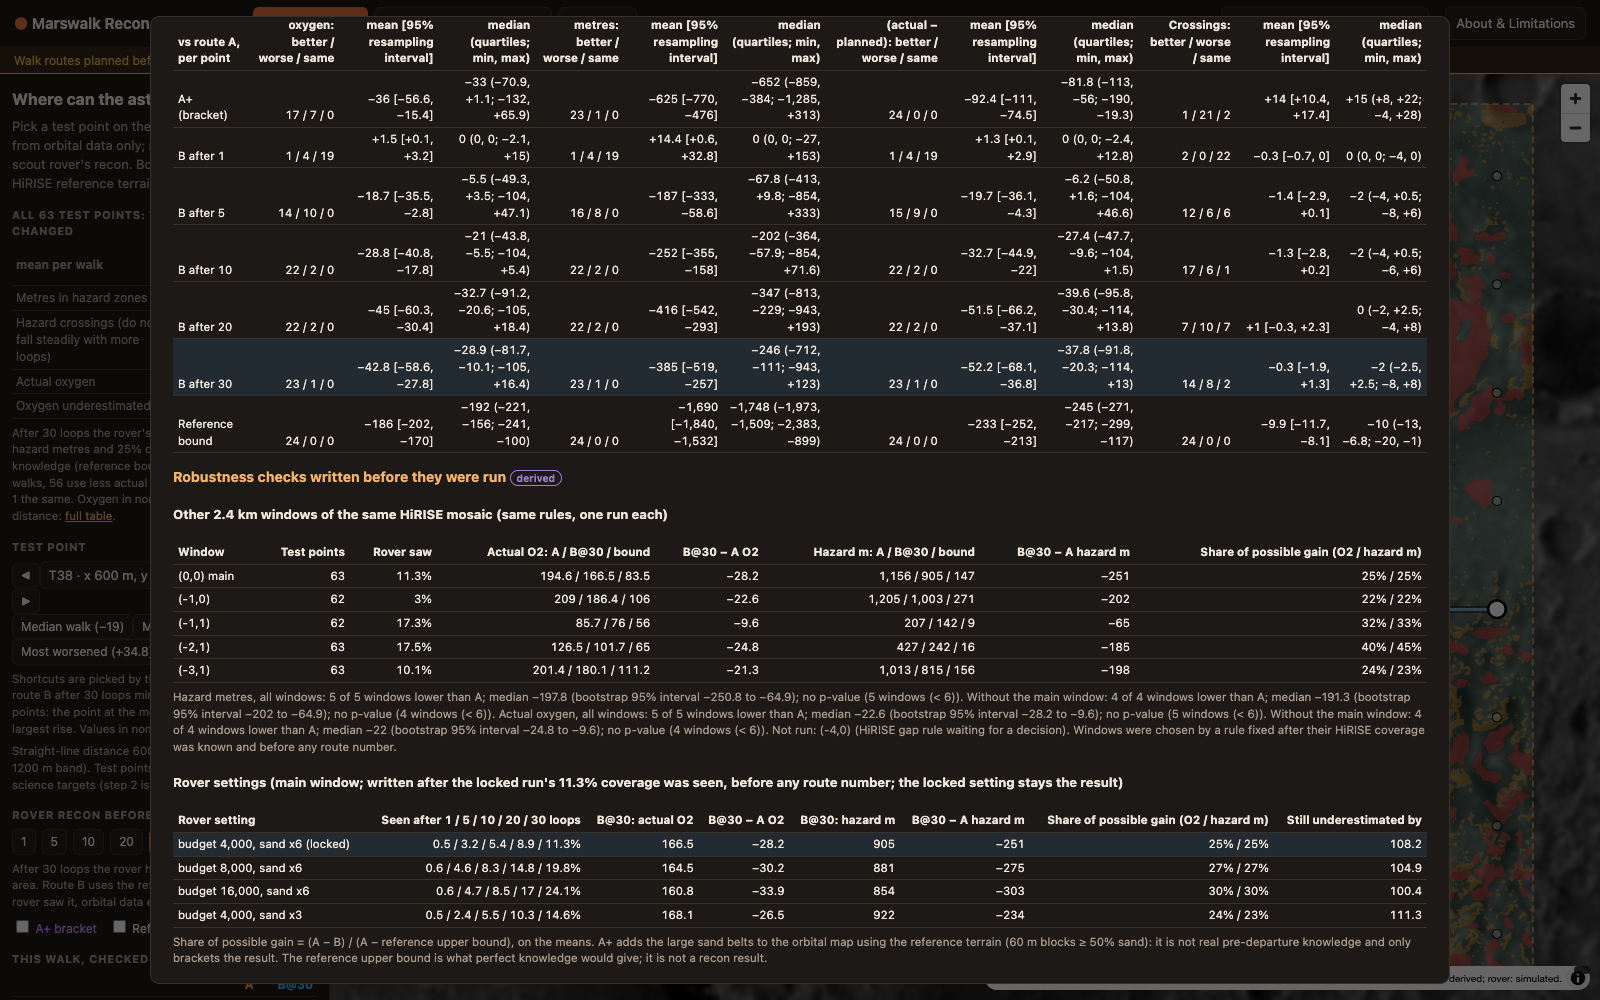 Marswalk Recon
About & Limitations
Walk routes planned bef
Where can the ast
Pick a test point on the
from orbital data only;
scout rover's recon. Bo
HiRISE reference terrai
ALL 63 TEST POINTS:
CHANGED
mean per walk
Metres in hazard zones
Hazard crossings (do no
fall steadily with more
loops)
Actual oxygen
Oxygen underestimated
After 30 loops the rover's
hazard metres and 25% o
knowledge (reference bou
walks, 56 use less actual
1 the same. Oxygen in nor
distance: full table.
TEST POINT
◀ T38 · x 600 m, y
▶
Median walk (−19) M
Most worsened (+34.8)
Shortcuts are picked by t
route B after 30 loops min
points: the point at the m
largest rise. Values in non
Straight-line distance 600
1200 m band). Test points
science targets (step 2 is
ROVER RECON BEFORE
1 5 10 20
After 30 loops the rover h
area. Route B uses the re
rover saw it, orbital data e
A+ bracket Ref
THIS WALK, CHECKED
A B@30
vs route A, per point | oxygen: better / worse / same | mean [95% resampling interval] | median (quartiles; min, max) | metres: better / worse / same | mean [95% resampling interval] | median (quartiles; min, max) | (actual − planned): better / worse / same | mean [95% resampling interval] | median (quartiles; min, max) | Crossings: better / worse / same | mean [95% resampling interval] | median (quartiles; min, max)
A+ (bracket) 17 / 7 / 0 −36 [−56.6, −15.4] −33 (−70.9, +1.1; −132, +65.9) 23 / 1 / 0 −625 [−770, −476] −652 (−859, −384; −1,285, +313) 24 / 0 / 0 −92.4 [−111, −74.5] −81.8 (−113, −56; −190, −19.3) 1 / 21 / 2 +14 [+10.4, +17.4] +15 (+8, +22; −4, +28)
B after 1 1 / 4 / 19 +1.5 [+0.1, +3.2] 0 (0, 0; −2.1, +15) 1 / 4 / 19 +14.4 [+0.6, +32.8] 0 (0, 0; −27, +153) 1 / 4 / 19 +1.3 [+0.1, +2.9] 0 (0, 0; −2.4, +12.8) 2 / 0 / 22 −0.3 [−0.7, 0] 0 (0, 0; −4, 0)
B after 5 14 / 10 / 0 −18.7 [−35.5, −2.8] −5.5 (−49.3, +3.5; −104, +47.1) 16 / 8 / 0 −187 [−333, −58.6] −67.8 (−413, +9.8; −854, +333) 15 / 9 / 0 −19.7 [−36.1, −4.3] −6.2 (−50.8, +1.6; −104, +46.6) 12 / 6 / 6 −1.4 [−2.9, +0.1] −2 (−4, +0.5; −8, +6)
B after 10 22 / 2 / 0 −28.8 [−40.8, −17.8] −21 (−43.8, −5.5; −104, +5.4) 22 / 2 / 0 −252 [−355, −158] −202 (−364, −57.9; −854, +71.6) 22 / 2 / 0 −32.7 [−44.9, −22] −27.4 (−47.7, −9.6; −104, +1.5) 17 / 6 / 1 −1.3 [−2.8, +0.2] −2 (−4, +0.5; −6, +6)
B after 20 22 / 2 / 0 −45 [−60.3, −30.4] −32.7 (−91.2, −20.6; −105, +18.4) 22 / 2 / 0 −416 [−542, −293] −347 (−813, −229; −943, +193) 22 / 2 / 0 −51.5 [−66.2, −37.1] −39.6 (−95.8, −30.4; −114, +13.8) 7 / 10 / 7 +1 [−0.3, +2.3] 0 (−2, +2.5; −4, +8)
B after 30 23 / 1 / 0 −42.8 [−58.6, −27.8] −28.9 (−81.7, −10.1; −105, +16.4) 23 / 1 / 0 −385 [−519, −257] −246 (−712, −111; −943, +123) 23 / 1 / 0 −52.2 [−68.1, −36.8] −37.8 (−91.8, −20.3; −114, +13) 14 / 8 / 2 −0.3 [−1.9, +1.3] −2 (−2.5, +2.5; −8, +8)
Reference bound 24 / 0 / 0 −186 [−202, −170] −192 (−221, −156; −241, −100) 24 / 0 / 0 −1,690 [−1,840, −1,532] −1,748 (−1,973, −1,509; −2,383, −899) 24 / 0 / 0 −233 [−252, −213] −245 (−271, −217; −299, −117) 24 / 0 / 0 −9.9 [−11.7, −8.1] −10 (−13, −6.8; −20, −1)
Robustness checks written before they were run derived
Other 2.4 km windows of the same HiRISE mosaic (same rules, one run each)
Window Test points Rover saw Actual O2: A / B@30 / bound B@30 − A O2 Hazard m: A / B@30 / bound B@30 − A hazard m Share of possible gain (O2 / hazard m)
(0,0) main 63 11.3% 194.6 / 166.5 / 83.5 −28.2 1,156 / 905 / 147 −251 25% / 25%
(-1,0) 62 3% 209 / 186.4 / 106 −22.6 1,205 / 1,003 / 271 −202 22% / 22%
(-1,1) 62 17.3% 85.7 / 76 / 56 −9.6 207 / 142 / 9 −65 32% / 33%
(-2,1) 63 17.5% 126.5 / 101.7 / 65 −24.8 427 / 242 / 16 −185 40% / 45%
(-3,1) 63 10.1% 201.4 / 180.1 / 111.2 −21.3 1,013 / 815 / 156 −198 24% / 23%
Hazard metres, all windows: 5 of 5 windows lower than A; median −197.8 (bootstrap 95% interval −250.8 to −64.9); no p-value (5 windows (< 6)). Without the main window: 4 of 4 windows lower than A; median −191.3 (bootstrap
95% interval −202 to −64.9); no p-value (4 windows (< 6)). Actual oxygen, all windows: 5 of 5 windows lower than A; median −22.6 (bootstrap 95% interval −28.2 to −9.6); no p-value (5 windows (< 6)). Without the main window: 4
of 4 windows lower than A; median −22 (bootstrap 95% interval −24.8 to −9.6); no p-value (4 windows (< 6)). Not run: (-4,0) (HiRISE gap rule waiting for a decision). Windows were chosen by a rule fixed after their HiRISE coverage
was known and before any route number.
Rover settings (main window; written after the locked run's 11.3% coverage was seen, before any route number; the locked setting stays the result)
Rover setting Seen after 1 / 5 / 10 / 20 / 30 loops B@30: actual O2 B@30 − A O2 B@30: hazard m B@30 − A hazard m Share of possible gain (O2 / hazard m) Still underestimated by
budget 4,000, sand x6 (locked) 0.5 / 3.2 / 5.4 / 8.9 / 11.3% 166.5 −28.2 905 −251 25% / 25% 108.2
budget 8,000, sand x6 0.6 / 4.6 / 8.3 / 14.8 / 19.8% 164.5 −30.2 881 −275 27% / 27% 104.9
budget 16,000, sand x6 0.6 / 4.7 / 8.5 / 17 / 24.1% 160.8 −33.9 854 −303 30% / 30% 100.4
budget 4,000, sand x3 0.5 / 2.4 / 5.5 / 10.3 / 14.6% 168.1 −26.5 922 −234 24% / 23% 111.3
Share of possible gain = (A − B) / (A − reference upper bound), on the means. A+ adds the large sand belts to the orbital map using the reference terrain (60 m blocks ≥ 50% sand): it is not real pre-departure knowledge and only
brackets the result. The reference upper bound is what perfect knowledge would give; it is not a recon result.
+
−
derived; rover: simulated.